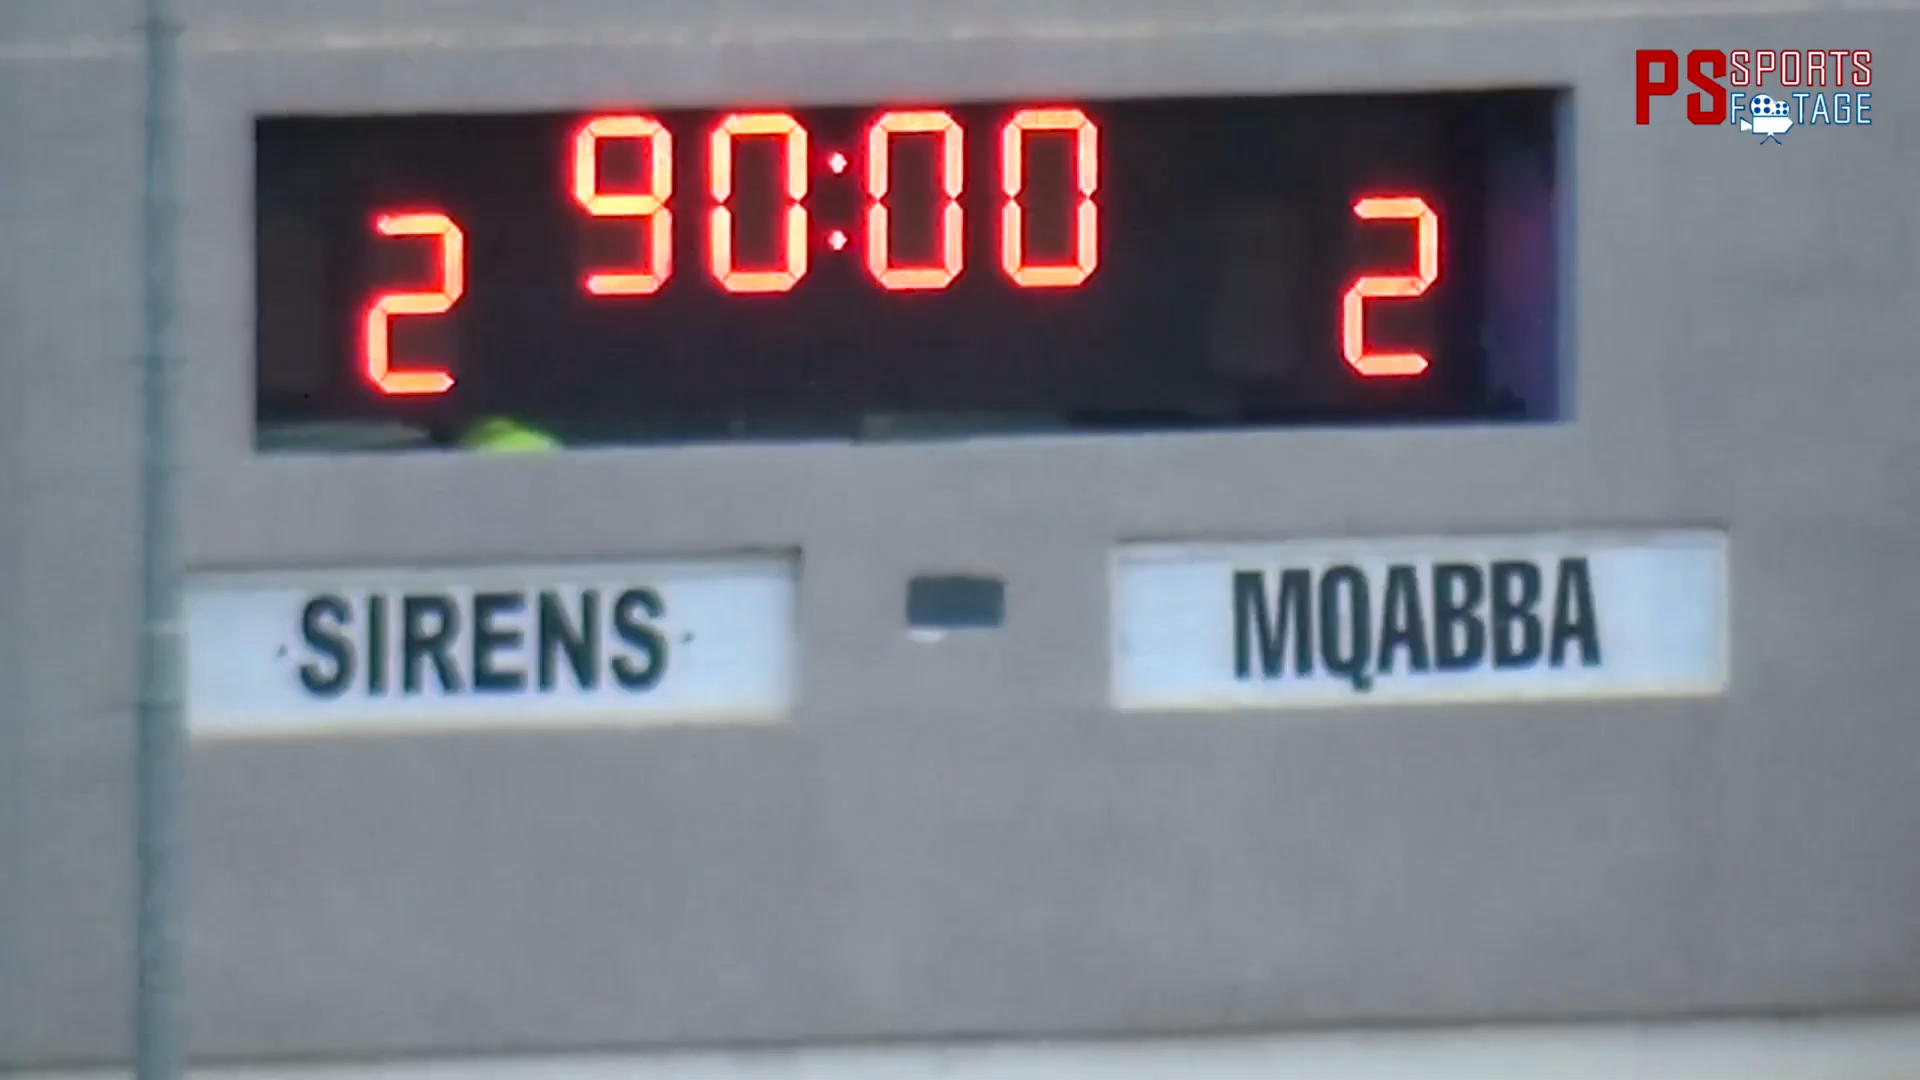 PS SPORTS
FOOTAGE
90:00
2 2
SIRENS MQABBA